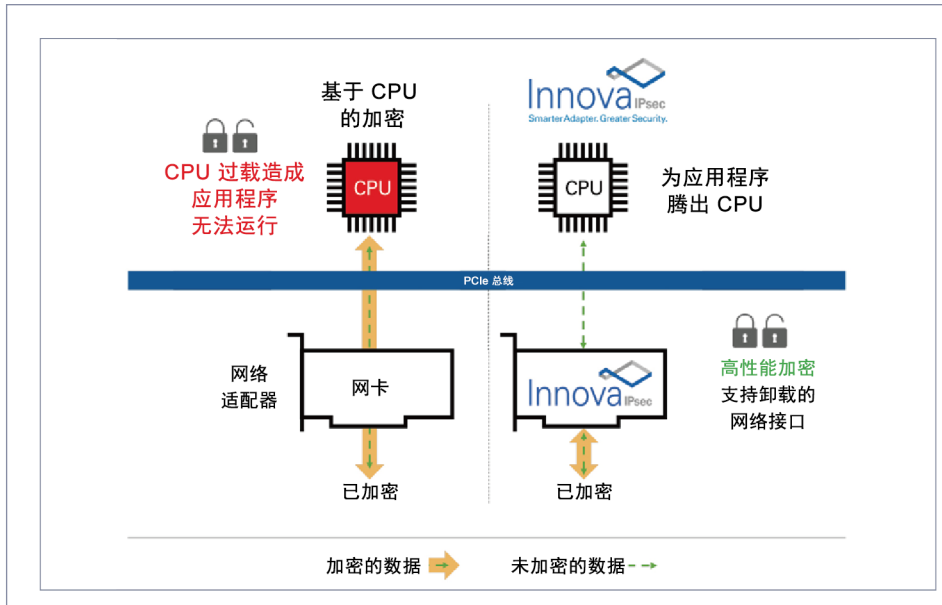 基于 CPU
的加密
CPU 过载造成
应用程序
无法运行
CPU
Innova IPsec
Smarter Adapter. Greater Security.
CPU
为应用程序
腾出 CPU
PCIe 总线
网络
适配器
网卡
已加密
Innova IPsec
已加密
高性能加密
支持卸载的
网络接口
加密的数据
未加密的数据